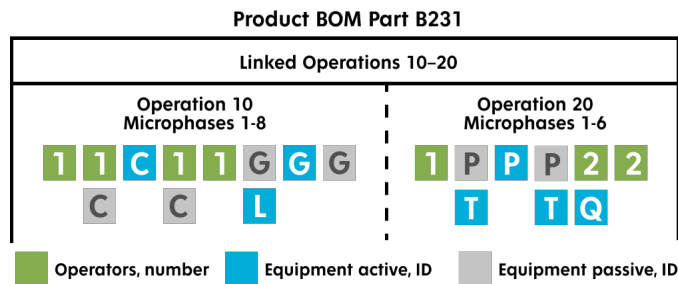 Product BOM Part B231
Linked Operations 10–20
Operation 10
Microphases 1-8
1 1 C 1 1 G G G
C C L
Operation 20
Microphases 1-6
1 P P P 2 2
T T Q
Operators, number
Equipment active, ID
Equipment passive, ID